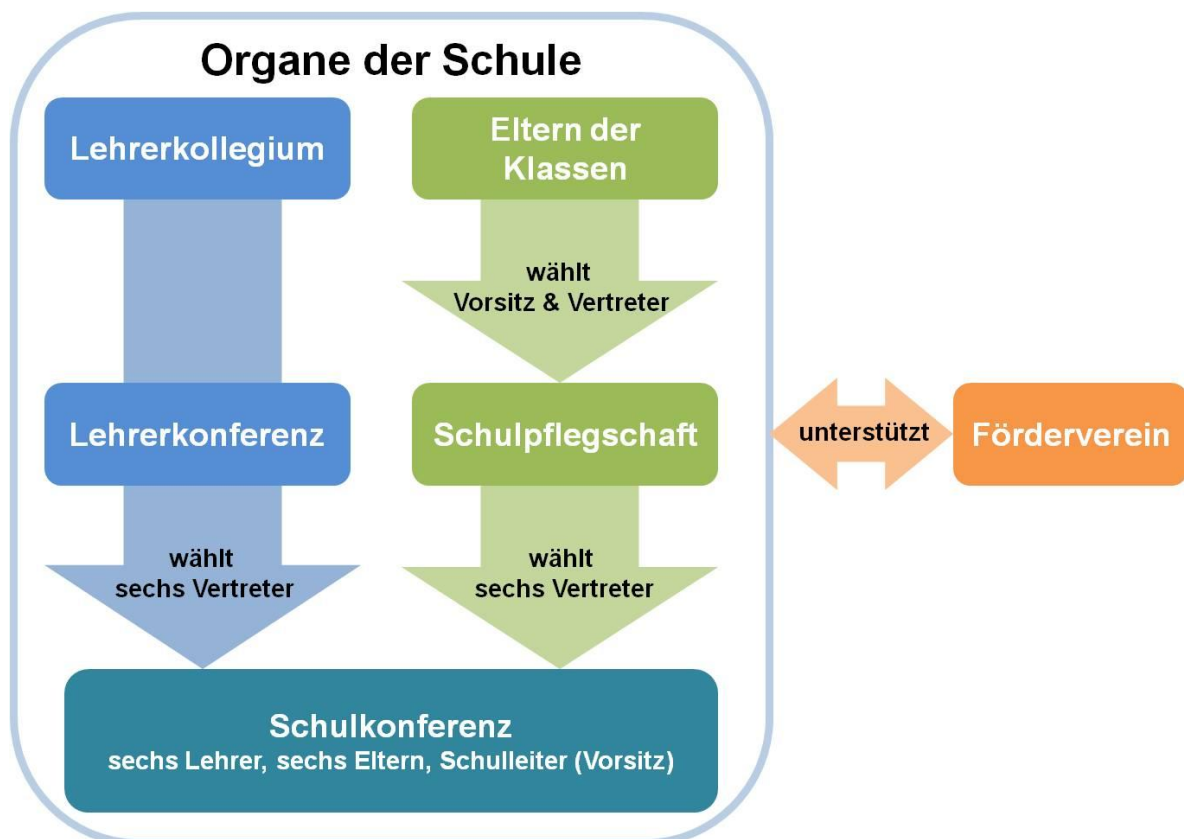 Organe der Schule
Lehrerkollegium
Eltern der
Klassen
wählt
Vorsitz & Vertreter
Lehrerkonferenz
Schulpflegschaft
unterstützt
Förderverein
wählt
sechs Vertreter
wählt
sechs Vertreter
Schulkonferenz
sechs Lehrer, sechs Eltern, Schulleiter (Vorsitz)